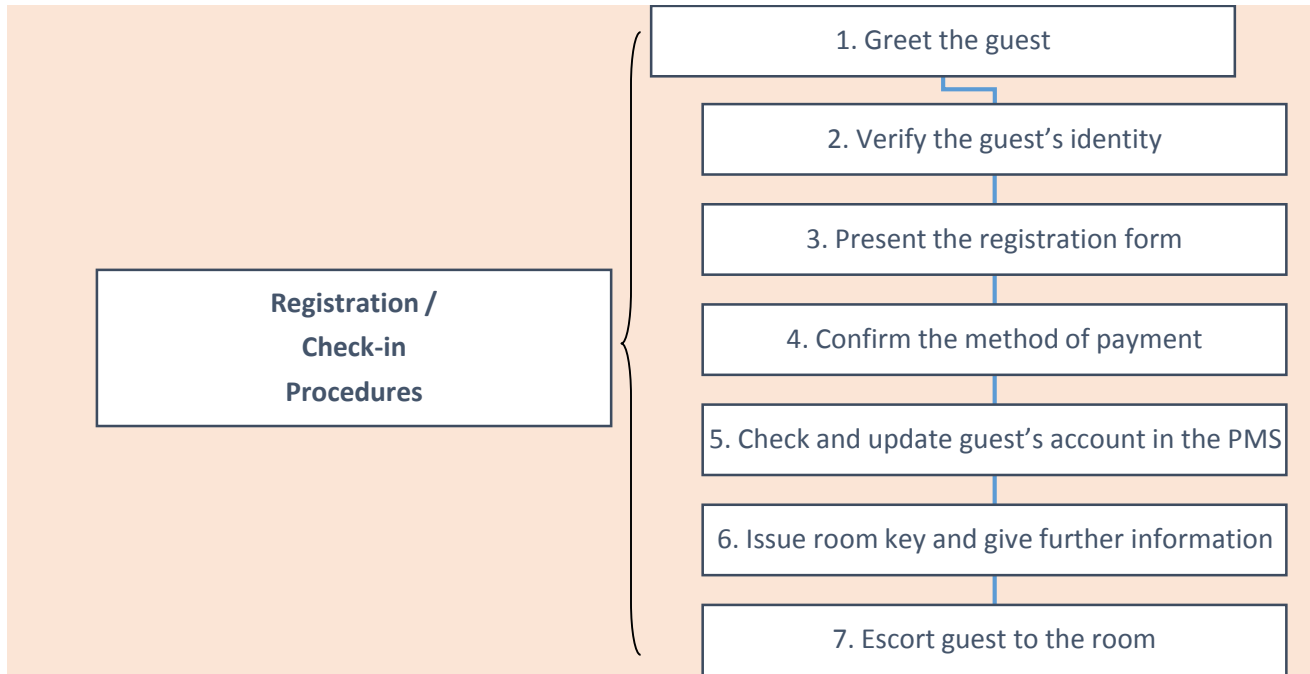 1. Greet the guest
2. Verify the guest’s identity
3. Present the registration form
Registration /
Check-in
Procedures
4. Confirm the method of payment
5. Check and update guest’s account in the PMS
6. Issue room key and give further information
7. Escort guest to the room